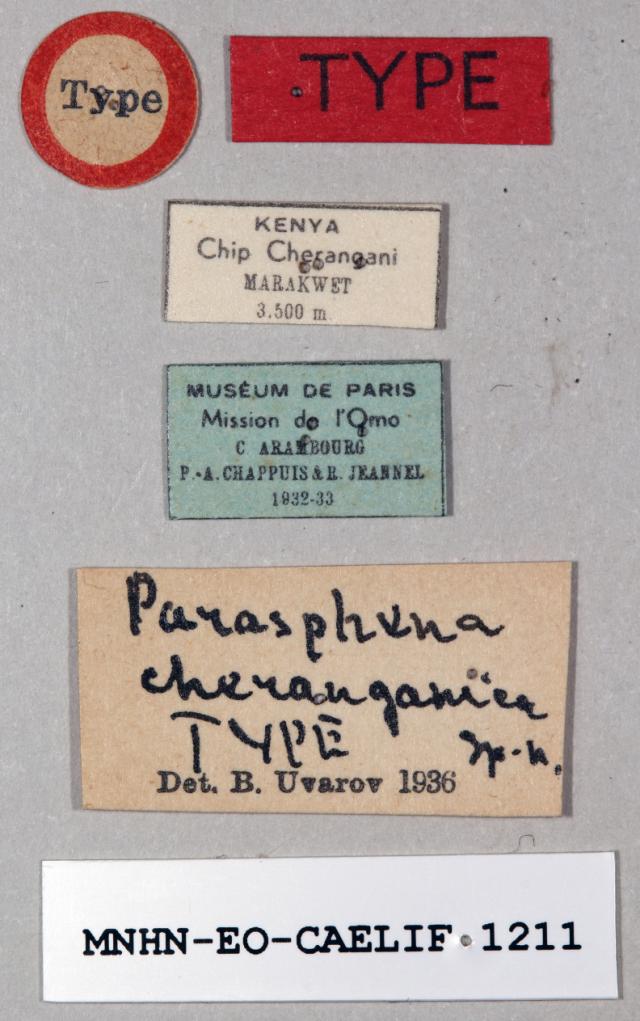 Type
TYPE
KENYA
Chip Cherangani
MARAKWET
3.500 m
MUSÉUM DE PARIS
Mission de l'Omo
C. ARAMBOURG
P.-A. CHAPPUIS & R. JEANNEL
1932-33
Parasphena
cheranganica
TYPE sp. n.
Det. B. Uvarov 1936
MNHN-EO-CAELIF 1211